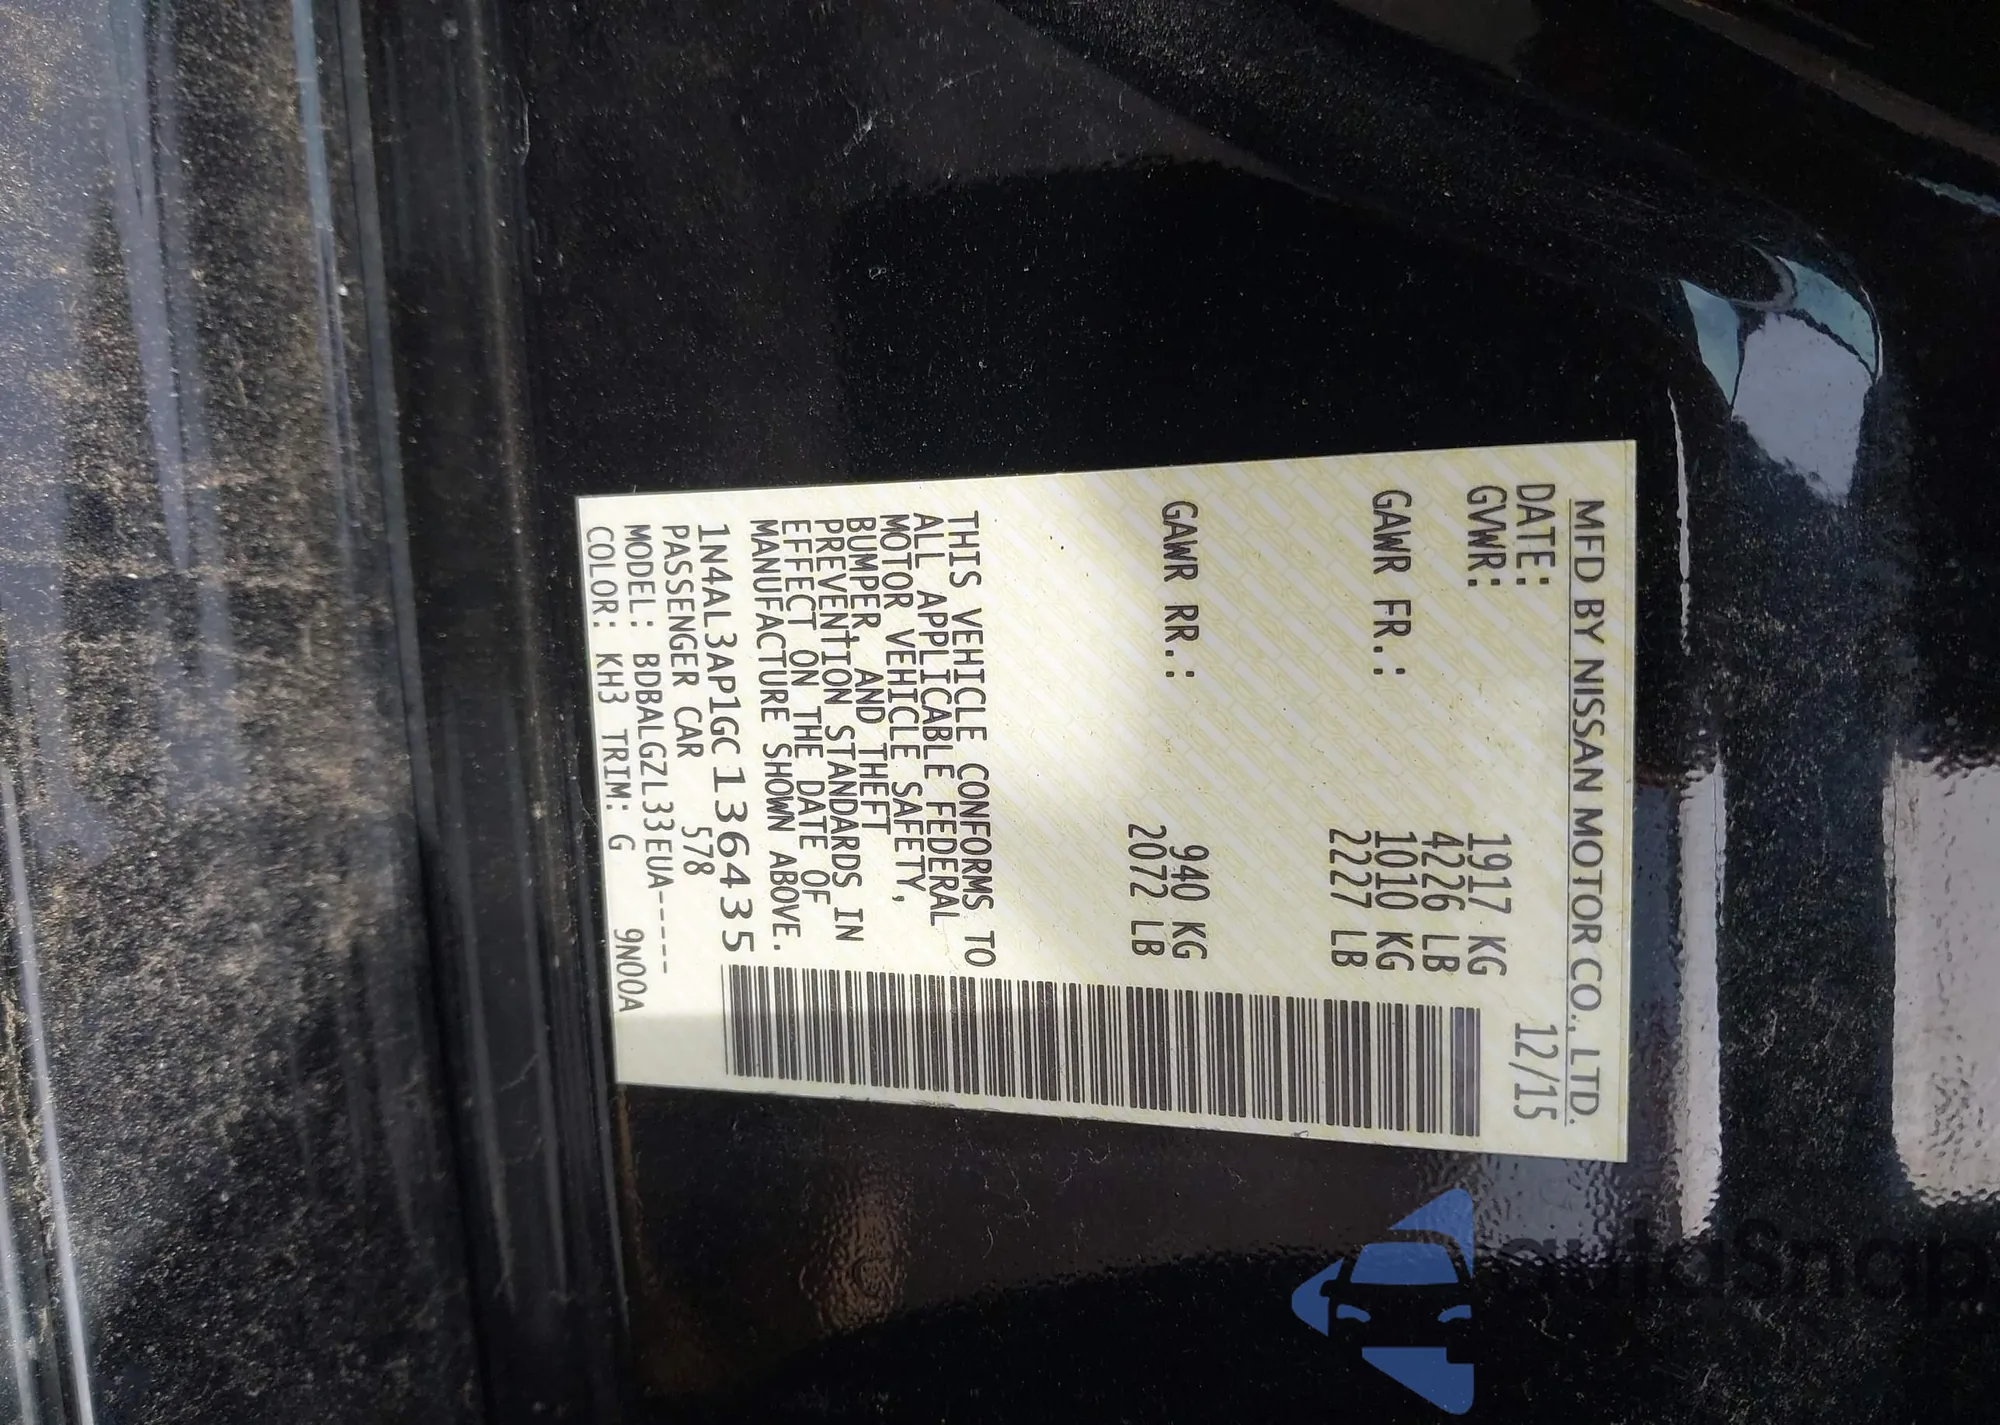 MFD BY NISSAN MOTOR CO., LTD.
DATE: 12/15
GVWR: 1917 KG
4226 LB
GAWR FR.: 1010 KG
2227 LB
GAWR RR.: 940 KG
2072 LB
THIS VEHICLE CONFORMS TO
ALL APPLICABLE FEDERAL
MOTOR VEHICLE SAFETY,
BUMPER, AND THEFT
PREVENTION STANDARDS IN
EFFECT ON THE DATE OF
MANUFACTURE SHOWN ABOVE.
1N4AL3AP1GC136435
PASSENGER CAR 578
MODEL: BDBALGZL33EUA-----
COLOR: KH3 TRIM: G 9N00A
autoSnap